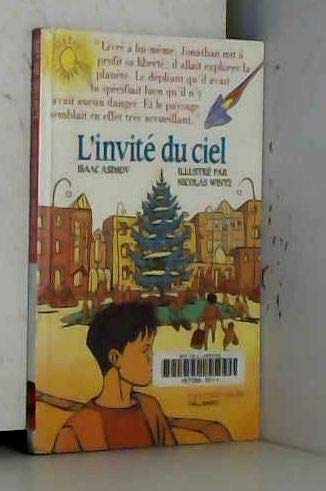 "Livré à lui-même, Jonathan mit à
profit sa liberté; il allait explorer la
planète. Le dépliant qu'il avait
lu spécifiait bien qu'il n'y
avait aucun danger. Et le paysage
semblait en effet très accueillant."
L'invité du ciel
ISAAC ASIMOV
ILLUSTRÉ PAR
NICOLAS WINTZ